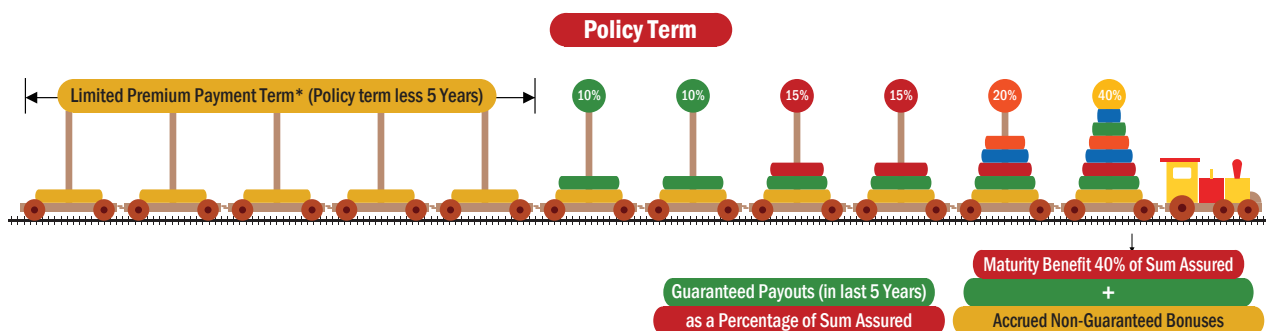 Policy Term
Limited Premium Payment Term* (Policy term less 5 Years)
10%
10%
15%
15%
20%
40%
Guaranteed Payouts (in last 5 Years)
as a Percentage of Sum Assured
Maturity Benefit 40% of Sum Assured
+
Accrued Non-Guaranteed Bonuses